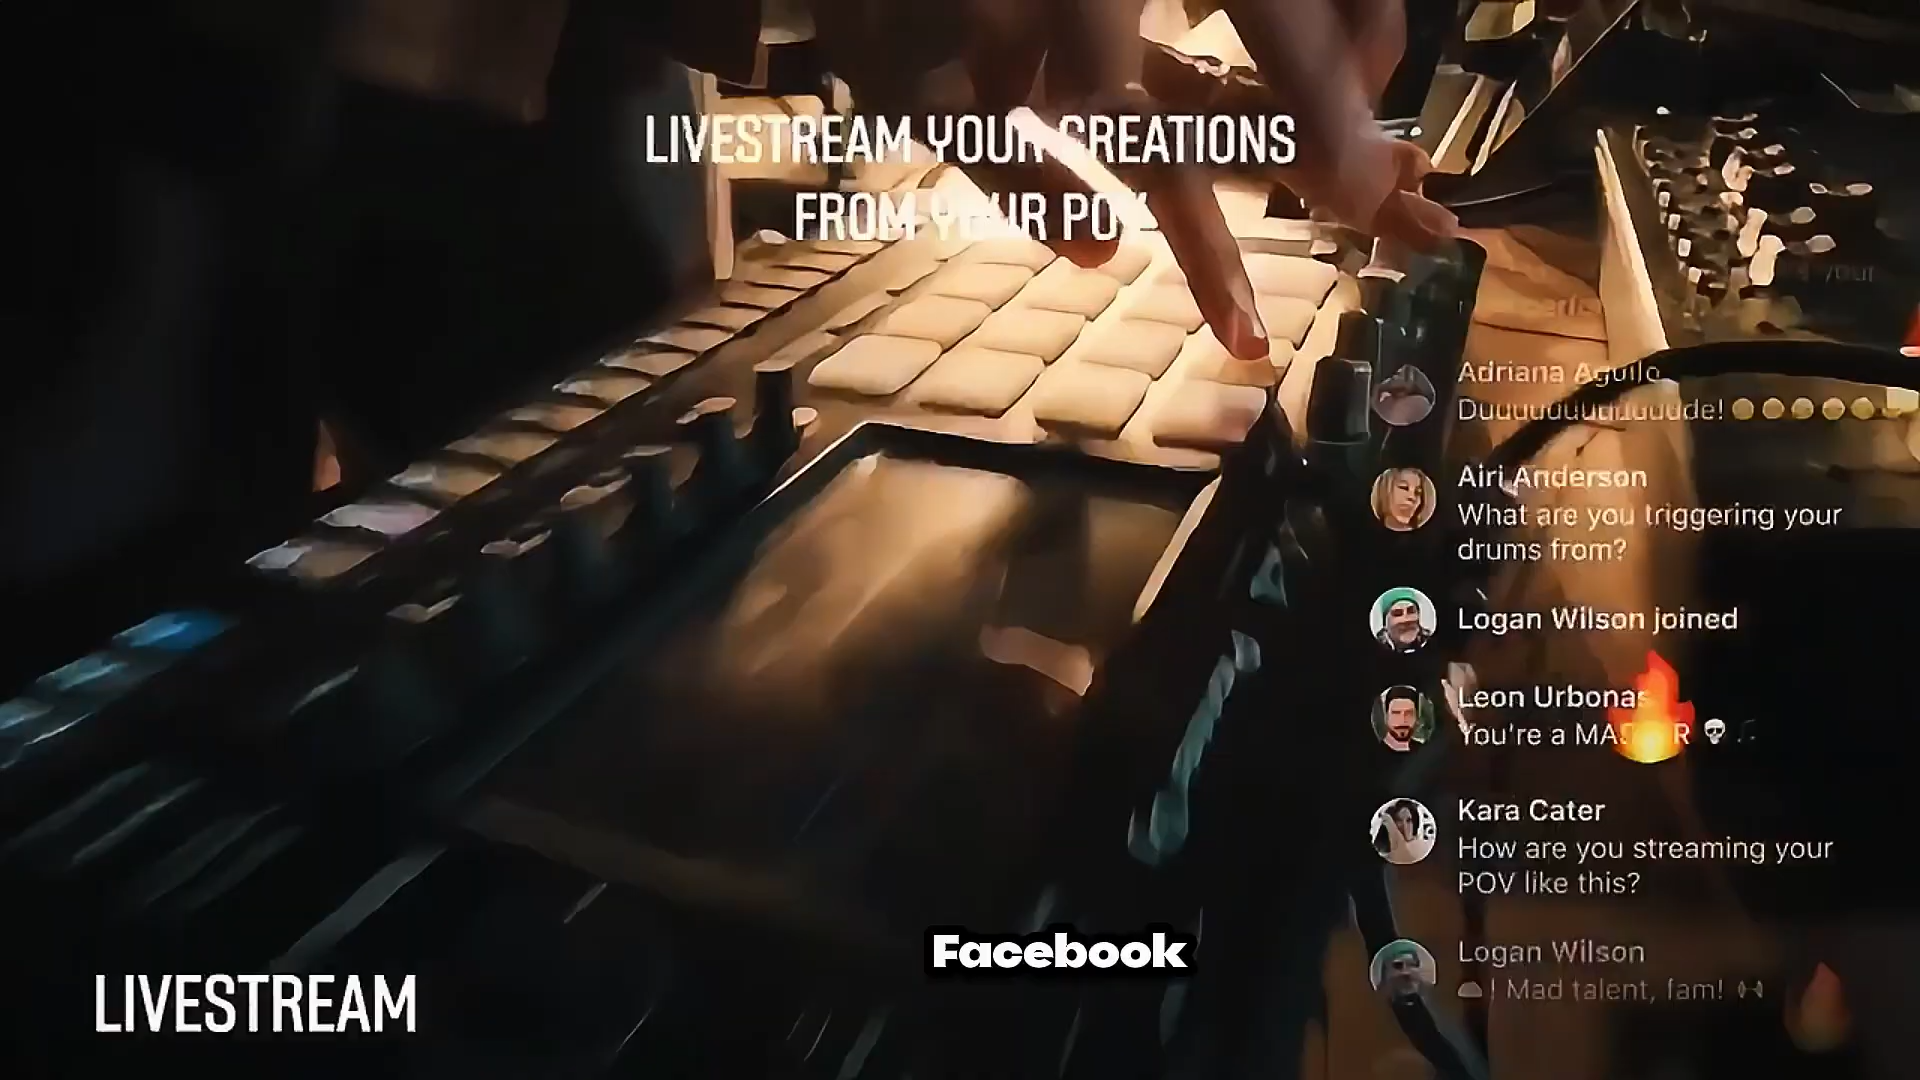 LIVESTREAM YOUR CREATIONS
FROM YOUR POV
your
Adriana Aguilo
Duuuuuuuuuuuude!
Airi Anderson
What are you triggering your
drums from?
Logan Wilson joined
Leon Urbonas
You're a MASTER
Kara Cater
How are you streaming your
POV like this?
Facebook
Logan Wilson
! Mad talent, fam!
LIVESTREAM